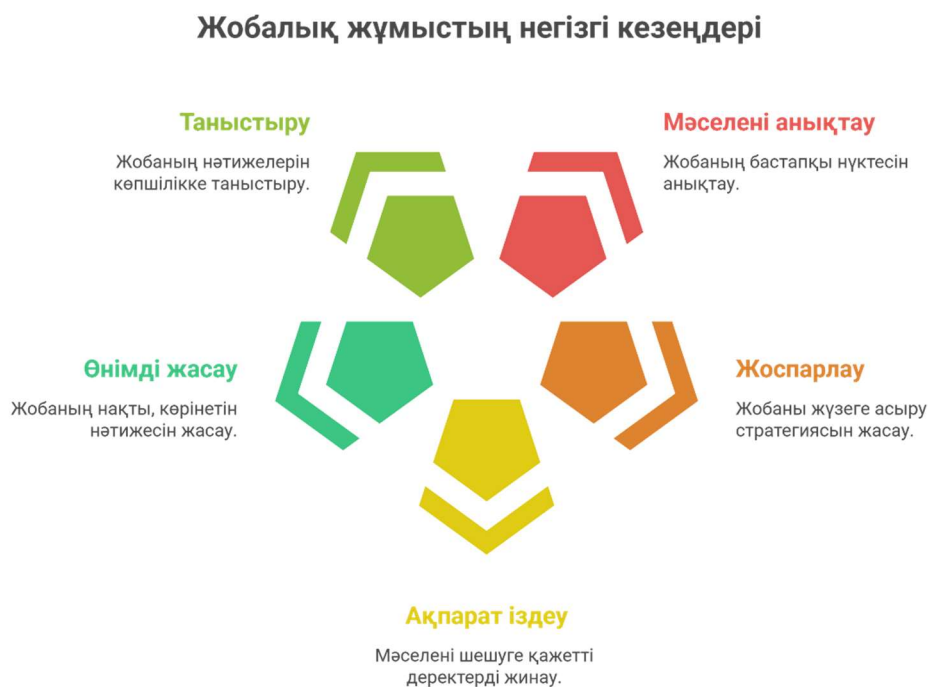 Жобалық жұмыстың негізгі кезеңдері
Таныстыру
Жобаның нәтижелерін
көпшілікке таныстыру.
Мәселені анықтау
Жобаның бастапқы нүктесін
анықтау.
Өнімді жасау
Жобаның нақты, көрінетін
нәтижесін жасау.
Жоспарлау
Жобаны жүзеге асыру
стратегиясын жасау.
Ақпарат іздеу
Мәселені шешуге қажетті
деректерді жинау.